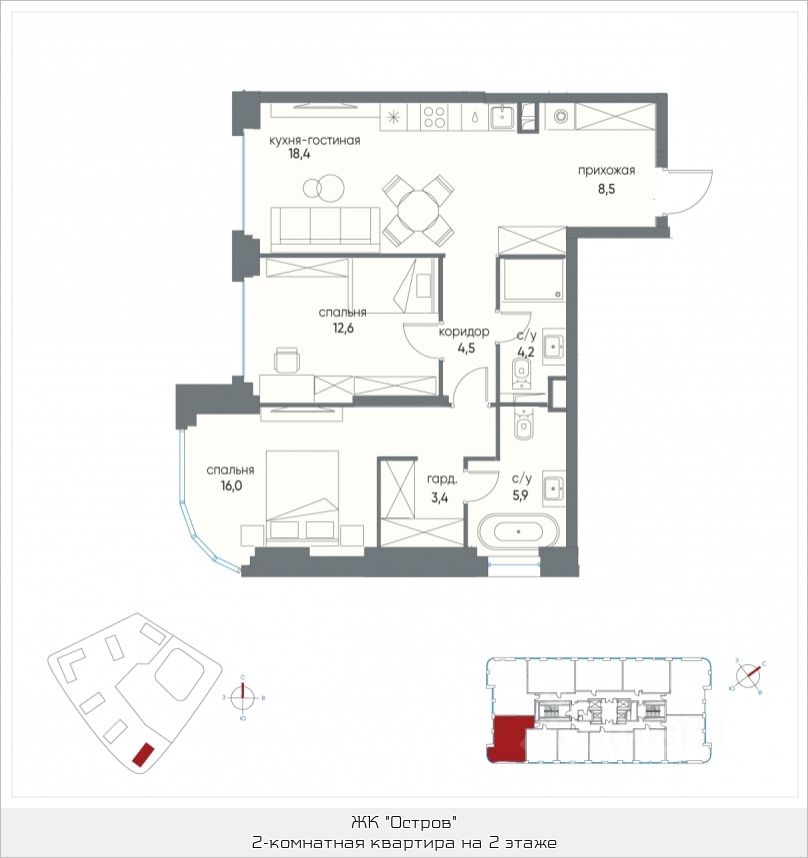 кухня-гостиная
18,4
прихожая
8,5
спальня
12,6
коридор
4,5
с/у
4,2
спальня
16,0
гард.
3,4
с/у
5,9
С
З
В
Ю
З
С
Ю
В
ЖК "Остров"
2-комнатная квартира на 2 этаже